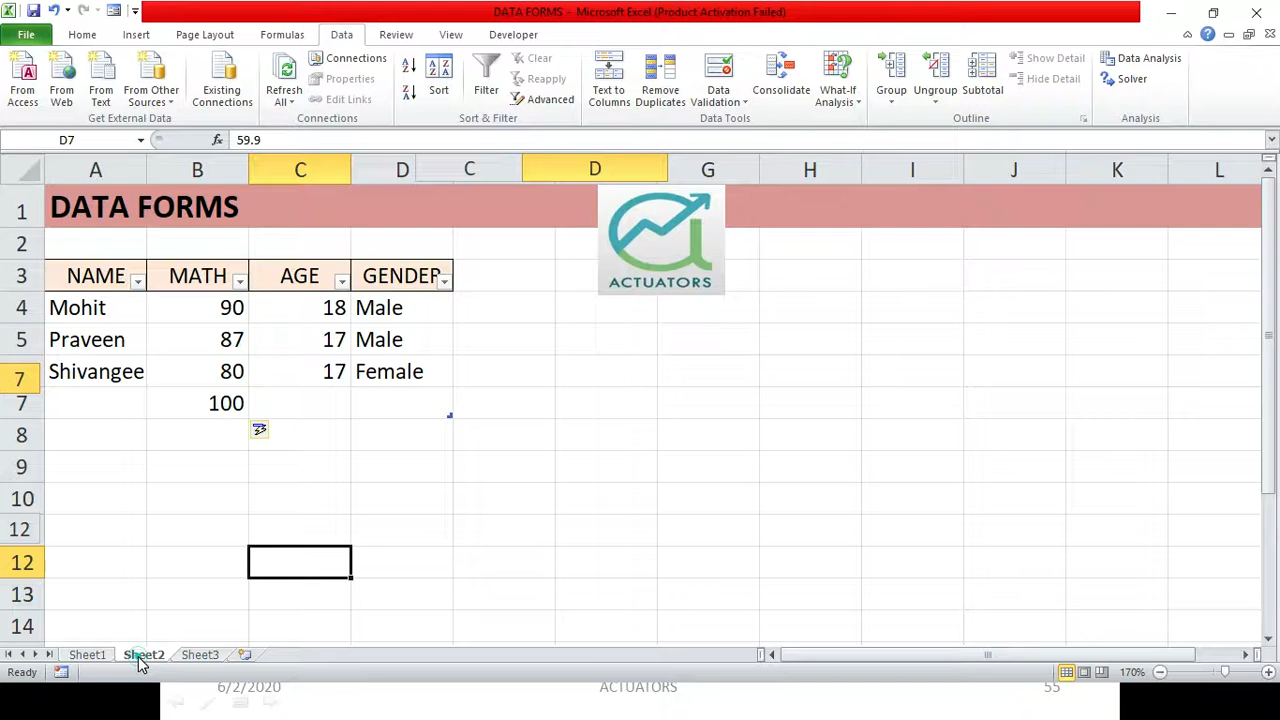 DATA FORMS - Microsoft Excel (Product Activation Failed)
File Home Insert Page Layout Formulas Data Review View Developer
From Access
From Web
From Text
From Other Sources
Existing Connections
Get External Data
Refresh All
Connections
Properties
Edit Links
Connections
Sort
Filter
Clear
Reapply
Advanced
Sort & Filter
Text to Columns
Remove Duplicates
Data Validation
Consolidate
What-If Analysis
Data Tools
Group
Ungroup
Subtotal
Show Detail
Hide Detail
Outline
Data Analysis
Solver
Analysis
D7 fx 59.9
A B C D C D G H I J K L
1 DATA FORMS
ACTUATORS
2
3 NAME MATH AGE GENDER
4 Mohit 90 18 Male
5 Praveen 87 17 Male
7 Shivangee 80 17 Female
7 100
8
9
10
12
12
13
14
Sheet1 Sheet2 Sheet3
Ready 170%
6/2/2020 ACTUATORS 55